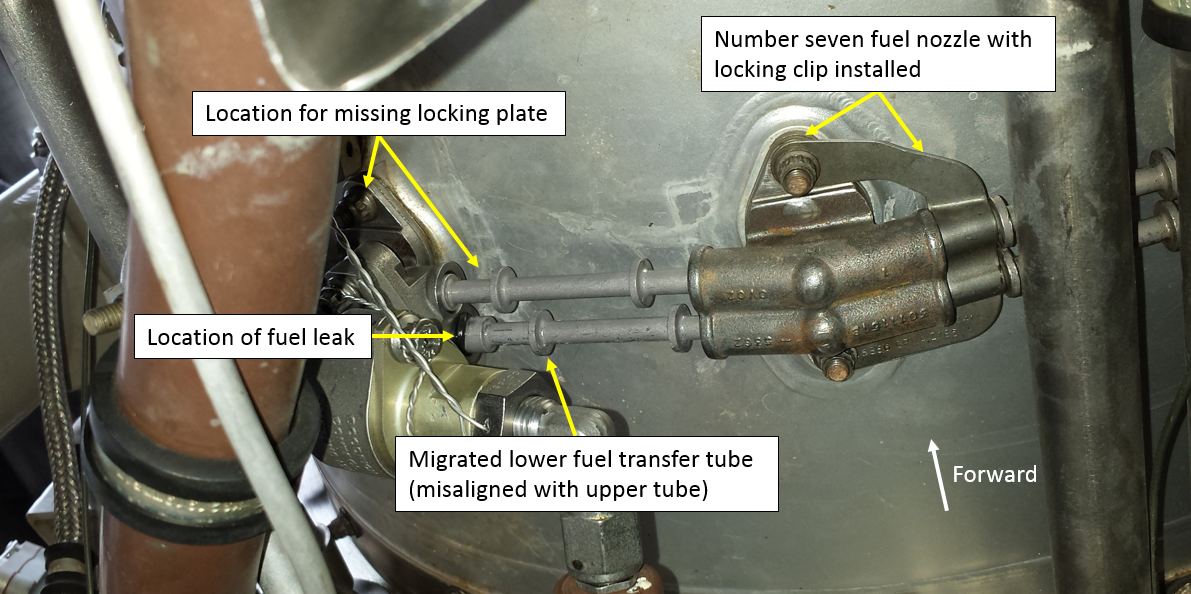 Number seven fuel nozzle with
locking clip installed
Location for missing locking plate
Location of fuel leak
Migrated lower fuel transfer tube
(misaligned with upper tube)
Forward